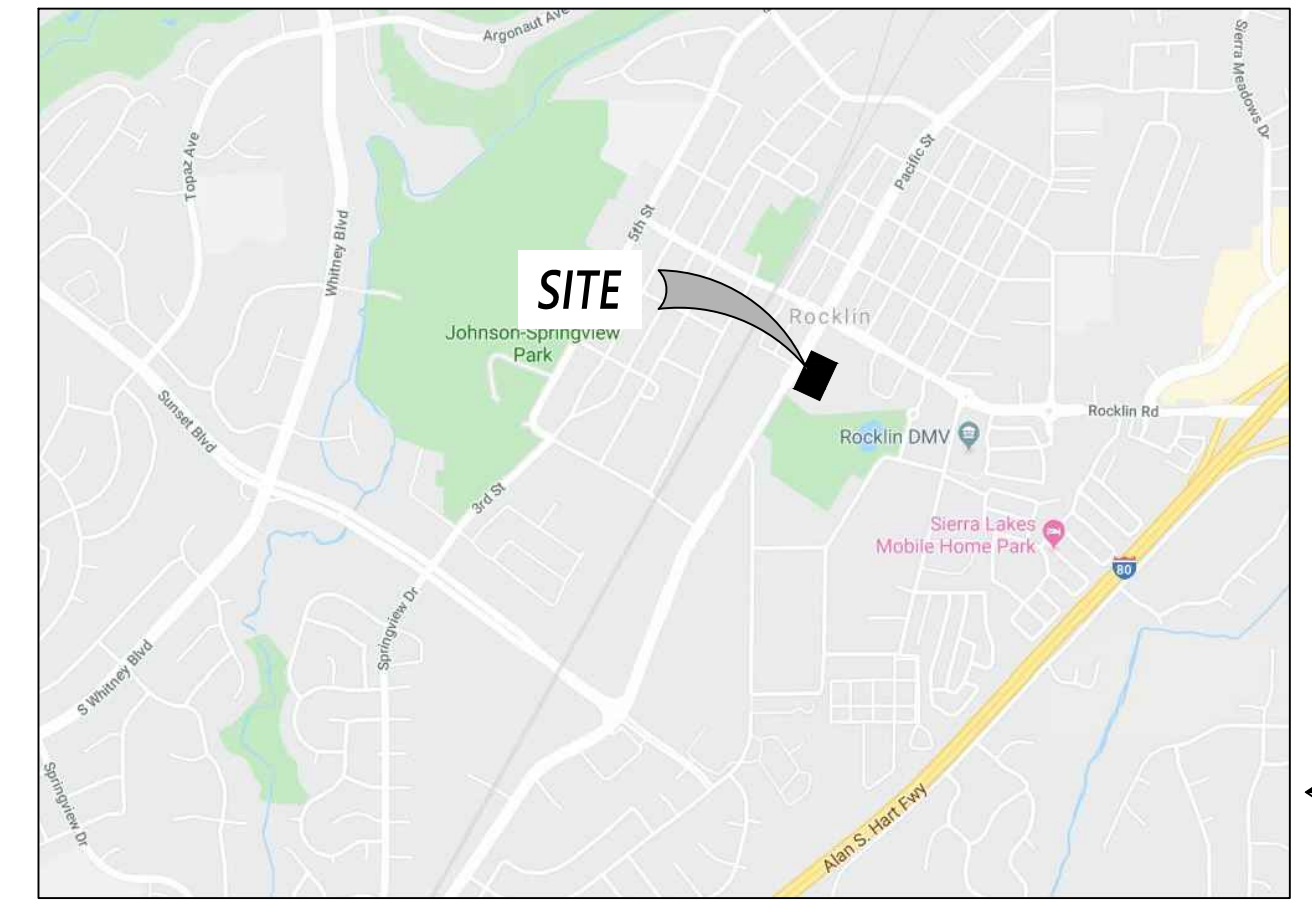 Argonaut Ave
Sierra Meadows Dr
Topaz Ave
Pacific St
5th St
Whitney Blvd
SITE
Rocklin
Johnson-Springview
Park
Sunset Blvd
Rocklin Rd
Rocklin DMV
3rd St
Sierra Lakes
Mobile Home Park
80
Springview Dr
S Whitney Blvd
Springview Dr
Alan S. Hart Fwy